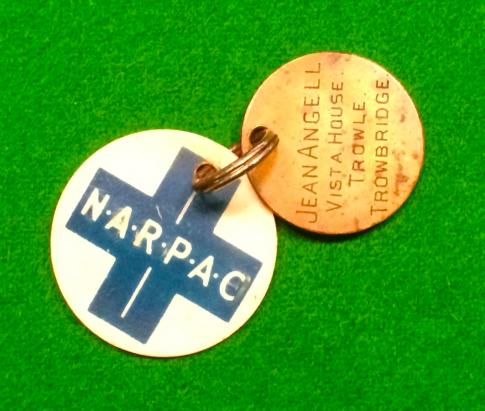 N·A·R·P·A·C
JEAN ANGELL
VISTA HOUSE.
TROWLE.
TROWBRIDGE